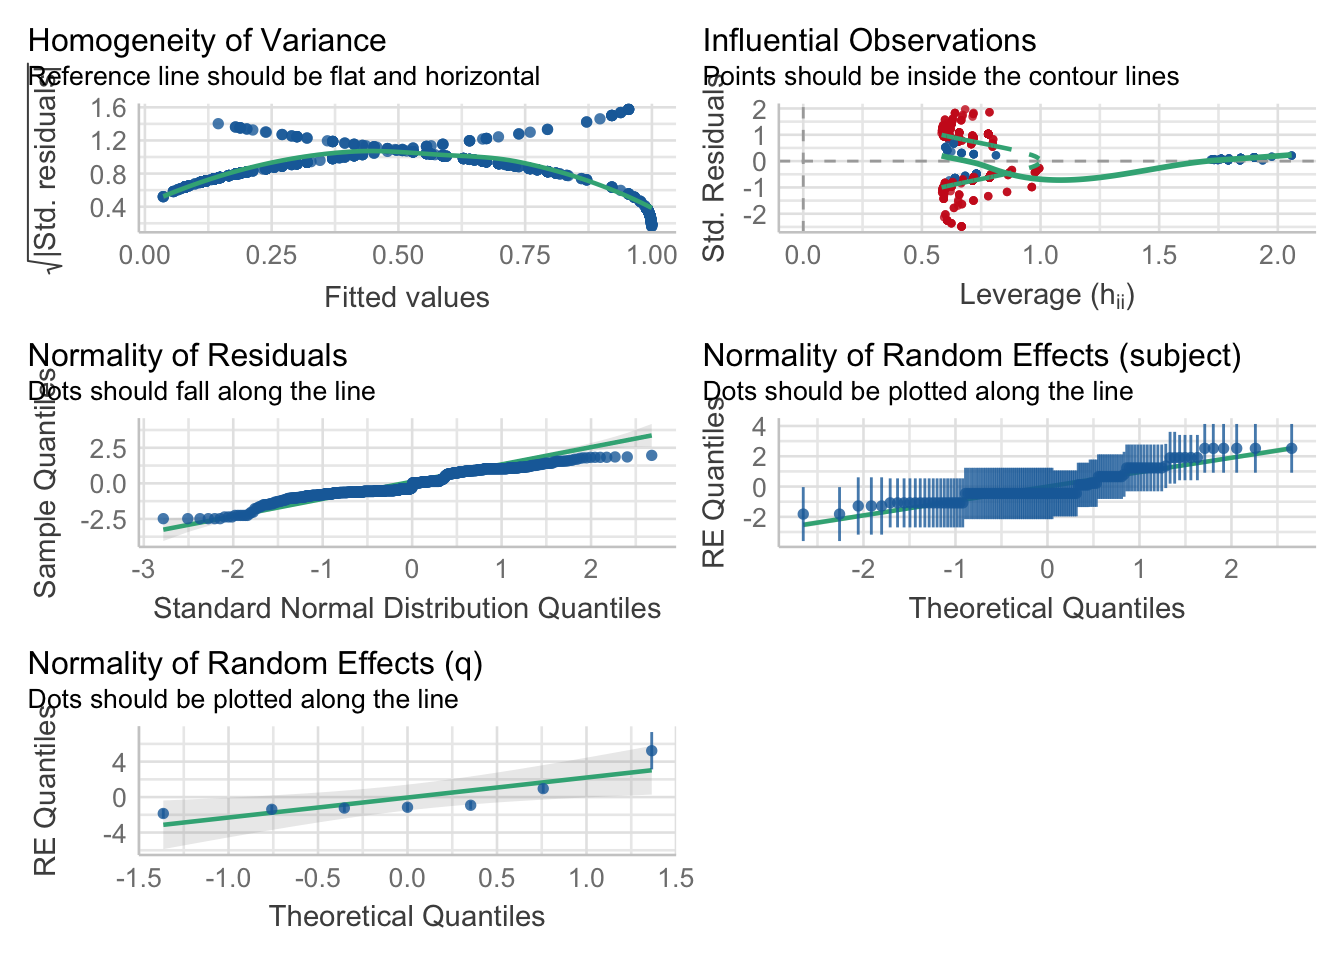 Homogeneity of Variance
Reference line should be flat and horizontal
√|Std. residuals|
1.6
1.2
0.8
0.4
0.00 0.25 0.50 0.75 1.00
Fitted values
Influential Observations
Points should be inside the contour lines
Std. Residuals
2
1
0
-1
-2
0.0 0.5 1.0 1.5 2.0
Leverage (hii)
Normality of Residuals
Dots should fall along the line
Sample Quantiles
2.5
0.0
-2.5
-3 -2 -1 0 1 2
Standard Normal Distribution Quantiles
Normality of Random Effects (subject)
Dots should be plotted along the line
RE Quantiles
4
2
0
-2
-2 -1 0 1 2
Theoretical Quantiles
Normality of Random Effects (q)
Dots should be plotted along the line
RE Quantiles
4
0
-4
-1.5 -1.0 -0.5 0.0 0.5 1.0 1.5
Theoretical Quantiles